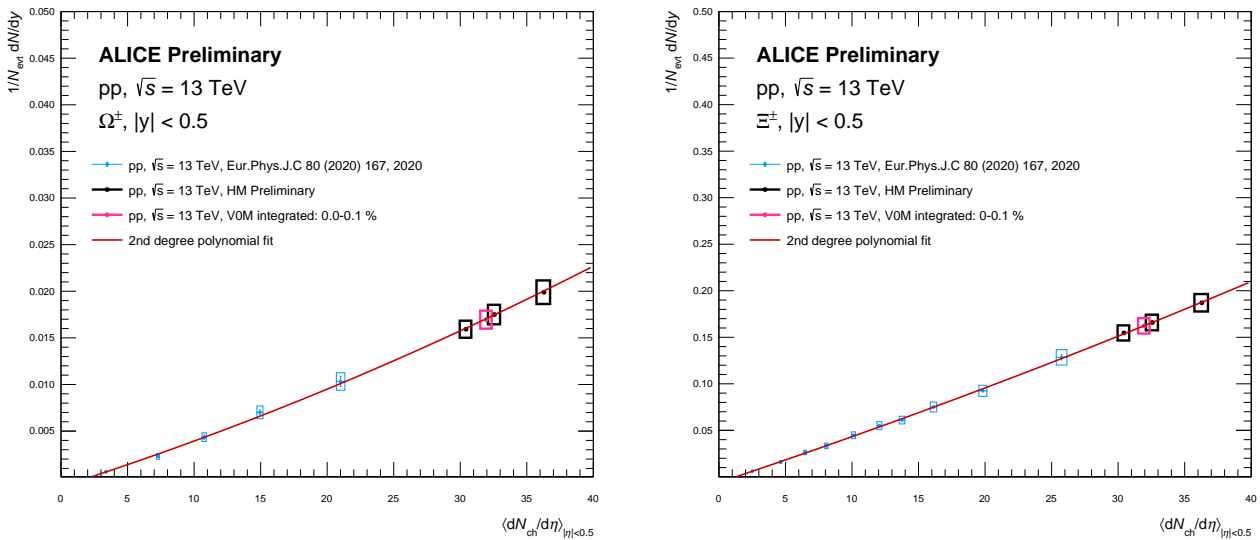 1/N_evt dN/dy
0.050
0.045
0.040
0.035
0.030
0.025
0.020
0.015
0.010
0.005
ALICE Preliminary
pp, √s = 13 TeV
Ω±, |y| < 0.5
pp, √s = 13 TeV, Eur.Phys.J.C 80 (2020) 167, 2020
pp, √s = 13 TeV, HM Preliminary
pp, √s = 13 TeV, V0M integrated: 0.0-0.1 %
2nd degree polynomial fit
0 5 10 15 20 25 30 35 40
⟨dN_ch/dη⟩_|η|<0.5
1/N_evt dN/dy
0.50
0.45
0.40
0.35
0.30
0.25
0.20
0.15
0.10
0.05
ALICE Preliminary
pp, √s = 13 TeV
Ξ±, |y| < 0.5
pp, √s = 13 TeV, Eur.Phys.J.C 80 (2020) 167, 2020
pp, √s = 13 TeV, HM Preliminary
pp, √s = 13 TeV, V0M integrated: 0-0.1 %
2nd degree polynomial fit
0 5 10 15 20 25 30 35 40
⟨dN_ch/dη⟩_|η|<0.5